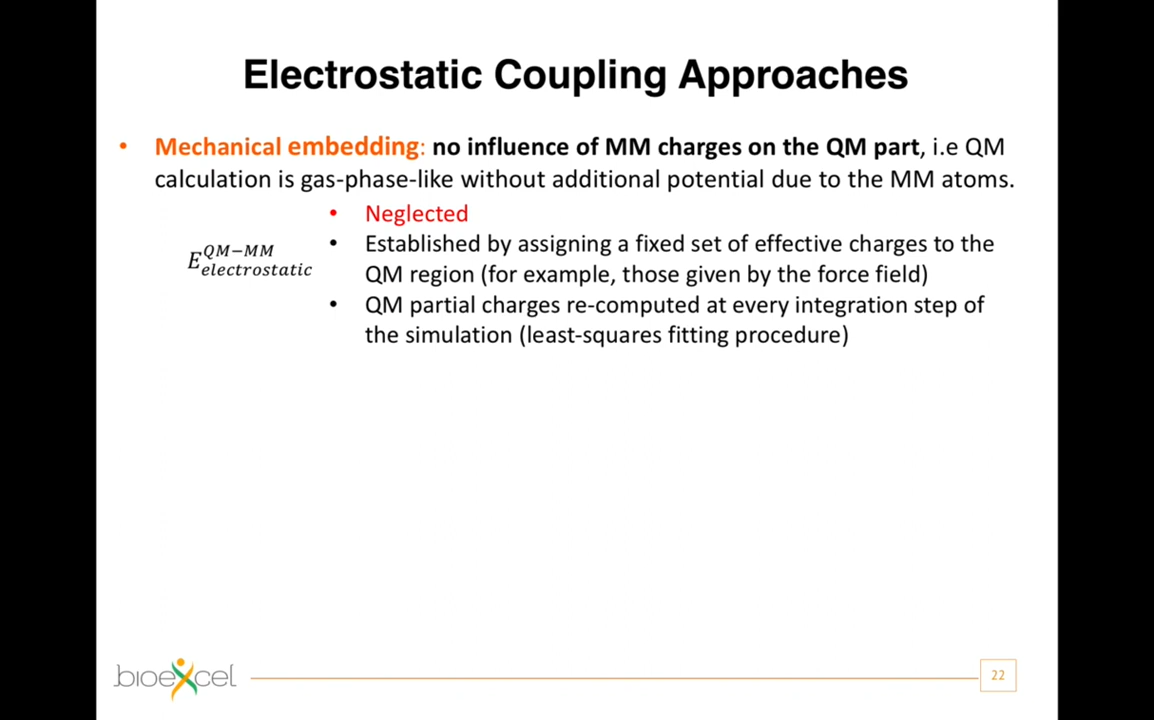 Electrostatic Coupling Approaches
• Mechanical embedding: no influence of MM charges on the QM part, i.e QM
calculation is gas-phase-like without additional potential due to the MM atoms.
• Neglected
E^{QM−MM}_{electrostatic}
• Established by assigning a fixed set of effective charges to the
QM region (for example, those given by the force field)
• QM partial charges re-computed at every integration step of
the simulation (least-squares fitting procedure)
bioexcel
22